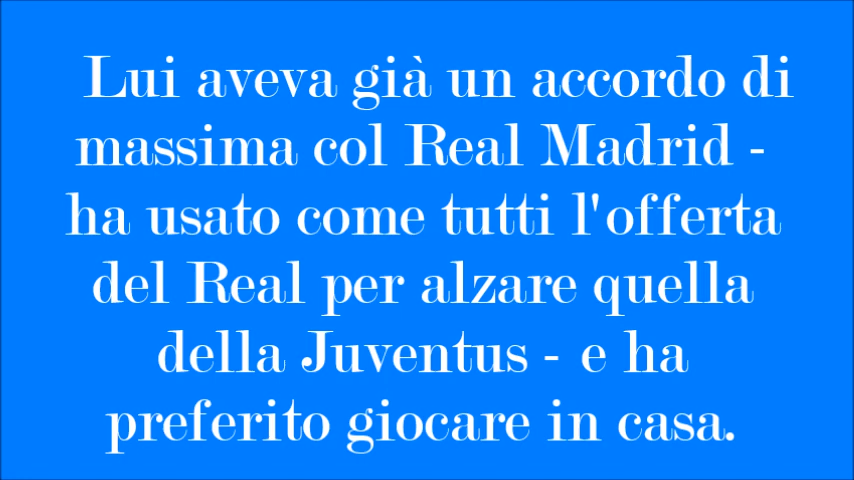 Lui aveva già un accordo di
massima col Real Madrid -
ha usato come tutti l'offerta
del Real per alzare quella
della Juventus - e ha
preferito giocare in casa.